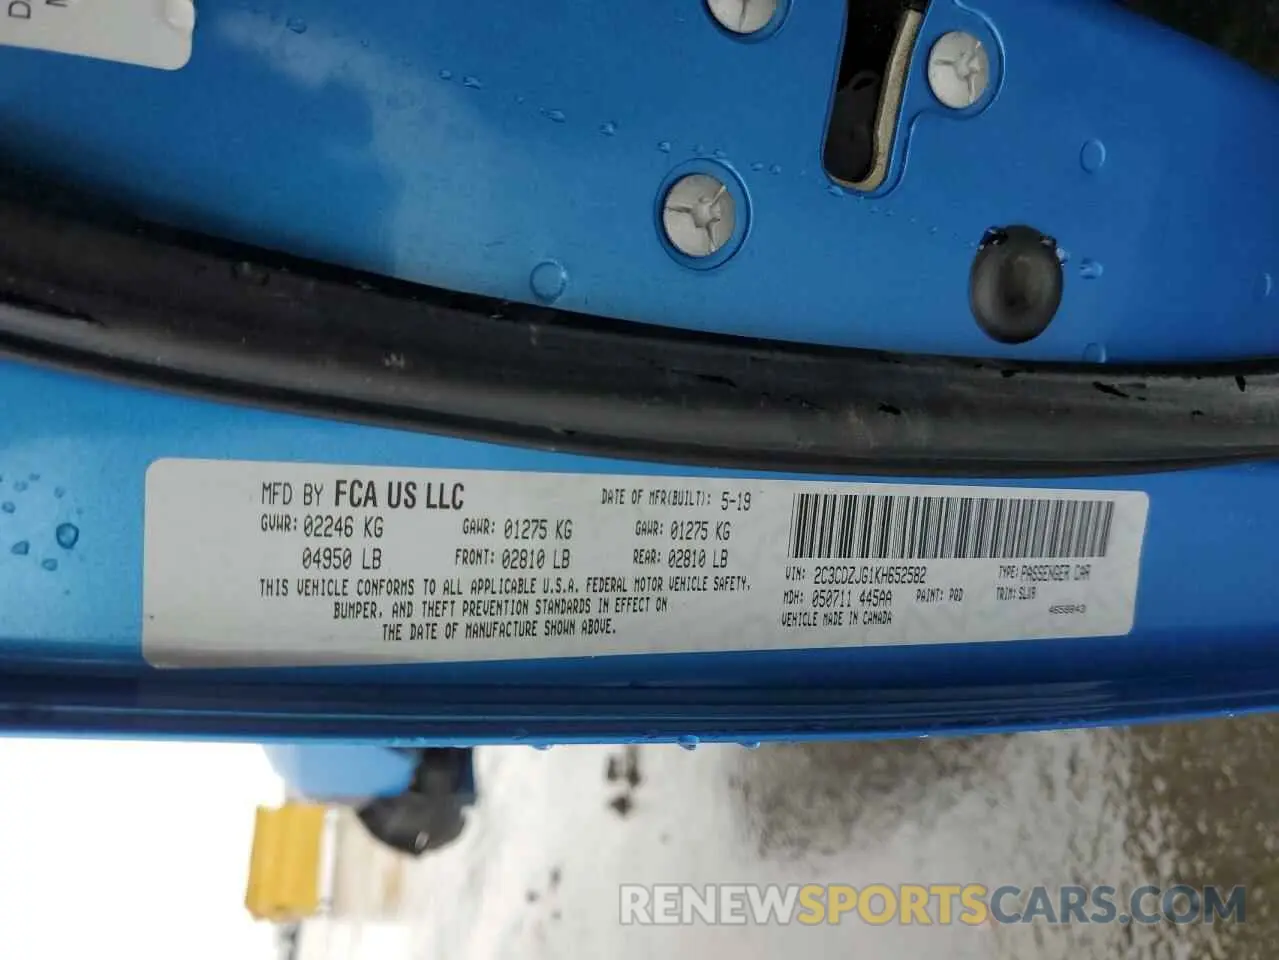 D
MFD BY FCA US LLC
DATE OF MFR(BUILT): 5-19
GVWR: 02246 KG
GAWR: 01275 KG
GAWR: 01275 KG
04950 LB
FRONT: 02810 LB
REAR: 02810 LB
THIS VEHICLE CONFORMS TO ALL APPLICABLE U.S.A. FEDERAL MOTOR VEHICLE SAFETY,
BUMPER, AND THEFT PREVENTION STANDARDS IN EFFECT ON
THE DATE OF MANUFACTURE SHOWN ABOVE.
VIN: 2C3CDZJG1KH652582
TYPE: PASSENGER CAR
MDH: 050711 445AA
PAINT: PQD
TRIM: SLX9
VEHICLE MADE IN CANADA
4658843
RENEWSPORTSCARS.COM